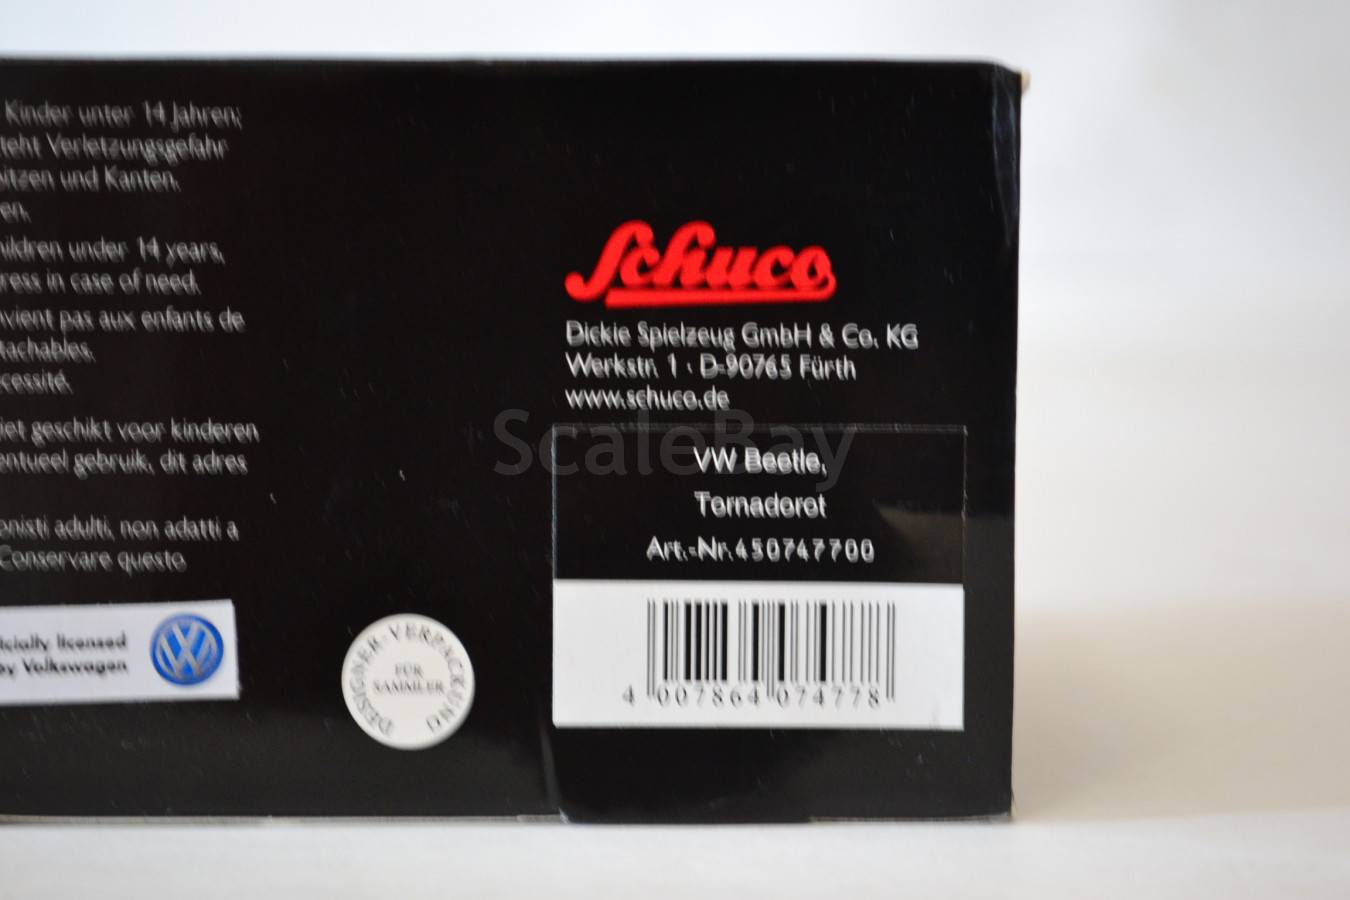 Kinder unter 14 Jahren;
teht Verletzungsgefahr
itzen und Kanten.
en.
hildren under 14 years,
ress in case of need.
nvient pas aux enfants de
tachables.
cessité.
iet geschikt voor kinderen
entueel gebruik, dit adres
onisti adulti, non adatti a
Conservare questo
icially licensed
by Volkswagen
VW
DESIGNER-VERPACKUNG
FÜR
SAMMLER
Schuco
Dickie Spielzeug GmbH & Co. KG
Werkstr. 1 · D-90765 Fürth
www.schuco.de
ScaleBay
VW Beetle,
Tornadorot
Art.-Nr.450747700
4 007864 074778